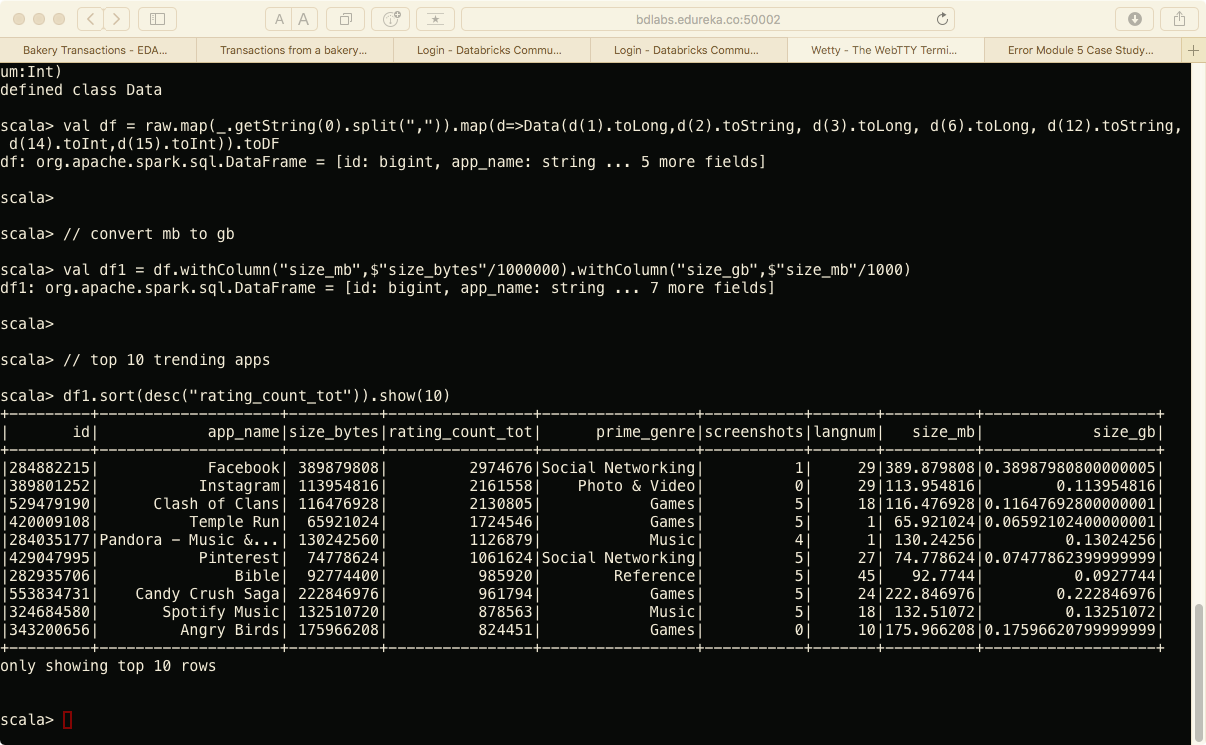 A A bdlabs.edureka.co:50002
Bakery Transactions - EDA... Transactions from a bakery... Login - Databricks Commu... Login - Databricks Commu... Wetty - The WebTTY Termi... Error Module 5 Case Study...
um:Int)
defined class Data
scala> val df = raw.map(_.getString(0).split(",")).map(d=>Data(d(1).toLong,d(2).toString, d(3).toLong, d(6).toLong, d(12).toString,
 d(14).toInt,d(15).toInt)).toDF
df: org.apache.spark.sql.DataFrame = [id: bigint, app_name: string ... 5 more fields]
scala>
scala> // convert mb to gb
scala> val df1 = df.withColumn("size_mb",$"size_bytes"/1000000).withColumn("size_gb",$"size_mb"/1000)
df1: org.apache.spark.sql.DataFrame = [id: bigint, app_name: string ... 7 more fields]
scala>
scala> // top 10 trending apps
scala> df1.sort(desc("rating_count_tot")).show(10)
+---------+--------------------+----------+----------------+-----------------+-----------+-------+----------+-------------------+
|       id|            app_name|size_bytes|rating_count_tot|      prime_genre|screenshots|langnum|   size_mb|            size_gb|
+---------+--------------------+----------+----------------+-----------------+-----------+-------+----------+-------------------+
|284882215|            Facebook| 389879808|         2974676|Social Networking|          1|     29|389.879808|0.38987980800000005|
|389801252|           Instagram| 113954816|         2161558|    Photo & Video|          0|     29|113.954816|        0.113954816|
|529479190|      Clash of Clans| 116476928|         2130805|            Games|          5|     18|116.476928|0.11647692800000001|
|420009108|          Temple Run|  65921024|         1724546|            Games|          5|      1| 65.921024|0.06592102400000001|
|284035177|Pandora - Music &...| 130242560|         1126879|            Music|          4|      1| 130.24256|         0.13024256|
|429047995|           Pinterest|  74778624|         1061624|Social Networking|          5|     27| 74.778624|0.07477862399999999|
|282935706|               Bible|  92774400|          985920|        Reference|          5|     45|   92.7744|          0.0927744|
|553834731|    Candy Crush Saga| 222846976|          961794|            Games|          5|     24|222.846976|        0.222846976|
|324684580|       Spotify Music| 132510720|          878563|            Music|          5|     18| 132.51072|         0.13251072|
|343200656|         Angry Birds| 175966208|          824451|            Games|          0|     10|175.966208|0.17596620799999999|
+---------+--------------------+----------+----------------+-----------------+-----------+-------+----------+-------------------+
only showing top 10 rows
scala>